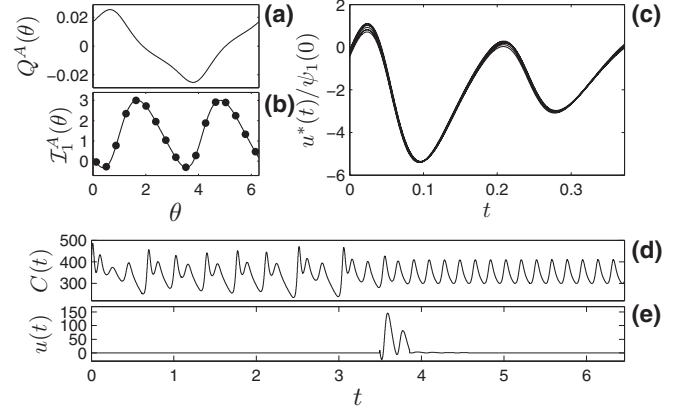 0.02
0
−0.02
Q^A(θ)
(a)
3
2
1
0
I_1^A(θ)
(b)
0 2 4 6
θ
2
0
−2
−4
−6
u*(t)/ψ_1(0)
(c)
0 0.1 0.2 0.3
t
500
400
300
C(t)
(d)
150
100
50
0
u(t)
(e)
0 1 2 3 4 5 6
t